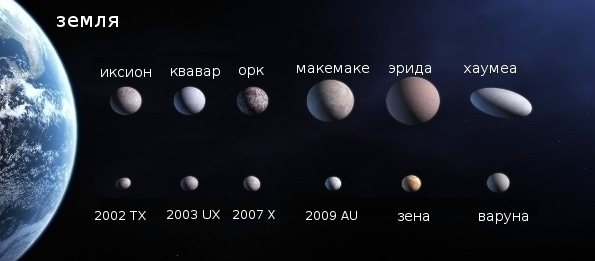 земля
иксион
квавар
орк
макемаке
эрида
хаумеа
2002 TX
2003 UX
2007 X
2009 AU
зена
варуна